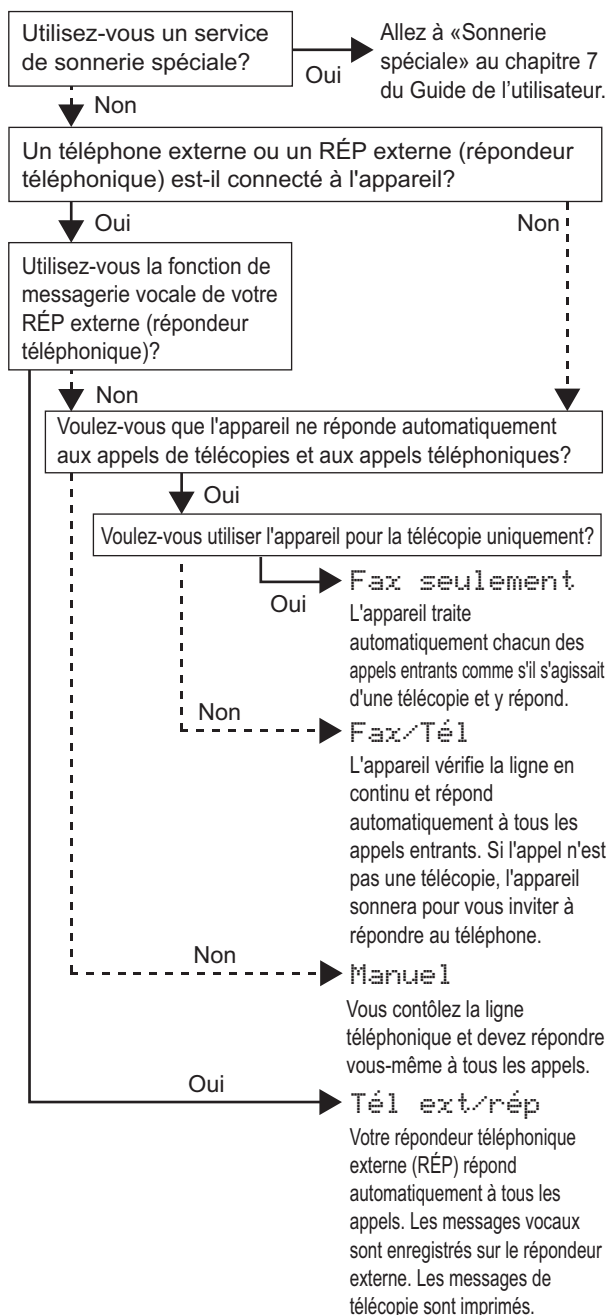 Utilisez-vous un service
de sonnerie spéciale?
Oui
Allez à «Sonnerie
spéciale» au chapitre 7
du Guide de l’utilisateur.
Non
Un téléphone externe ou un RÉP externe (répondeur
téléphonique) est-il connecté à l'appareil?
Oui
Non
Utilisez-vous la fonction de
messagerie vocale de votre
RÉP externe (répondeur
téléphonique)?
Non
Voulez-vous que l'appareil ne réponde automatiquement
aux appels de télécopies et aux appels téléphoniques?
Oui
Voulez-vous utiliser l'appareil pour la télécopie uniquement?
Oui
Fax seulement
L'appareil traite
automatiquement chacun des
appels entrants comme s'il s'agissait
d'une télécopie et y répond.
Non
Fax/Tél
L'appareil vérifie la ligne en
continu et répond
automatiquement à tous les
appels entrants. Si l'appel n'est
pas une télécopie, l'appareil
sonnera pour vous inviter à
répondre au téléphone.
Non
Manuel
Vous contôlez la ligne
téléphonique et devez répondre
vous-même à tous les appels.
Oui
Tél ext/rép
Votre répondeur téléphonique
externe (RÉP) répond
automatiquement à tous les
appels. Les messages vocaux
sont enregistrés sur le répondeur
externe. Les messages de
télécopie sont imprimés.